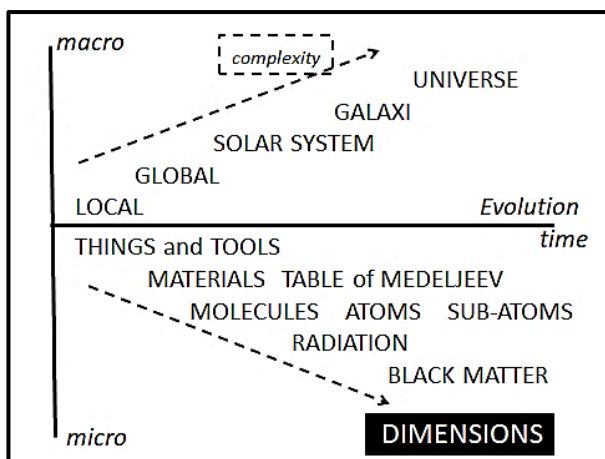 macro
complexity
UNIVERSE
GALAXI
SOLAR SYSTEM
GLOBAL
LOCAL
Evolution
time
THINGS and TOOLS
MATERIALS TABLE of MEDELJEEV
MOLECULES ATOMS SUB-ATOMS
RADIATION
BLACK MATTER
micro
DIMENSIONS